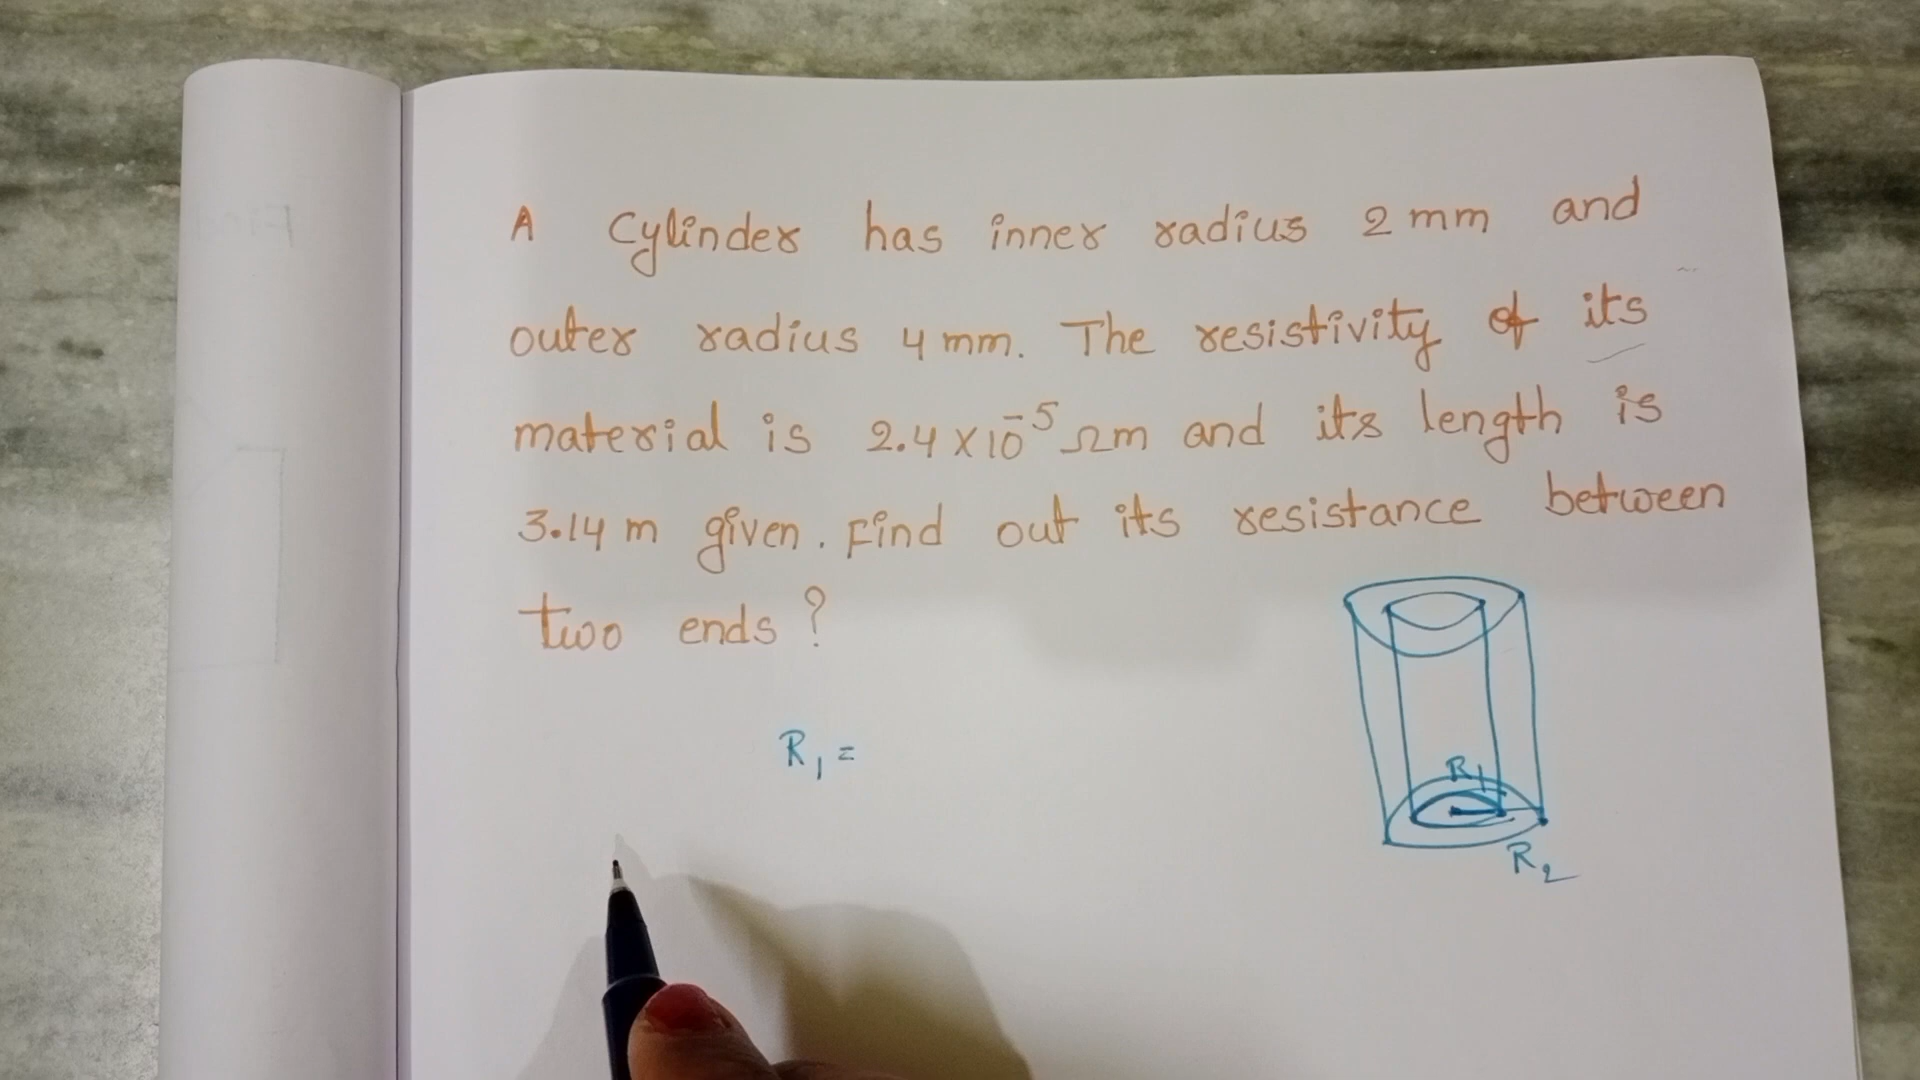 A Cylinder has inner radius 2 mm and
outer radius 4 mm. The resistivity of its
material is 2.4 × 10⁻⁵ Ωm and its length is
3.14 m given. Find out its resistance between
two ends ?
R₁ =
R₁
R₂